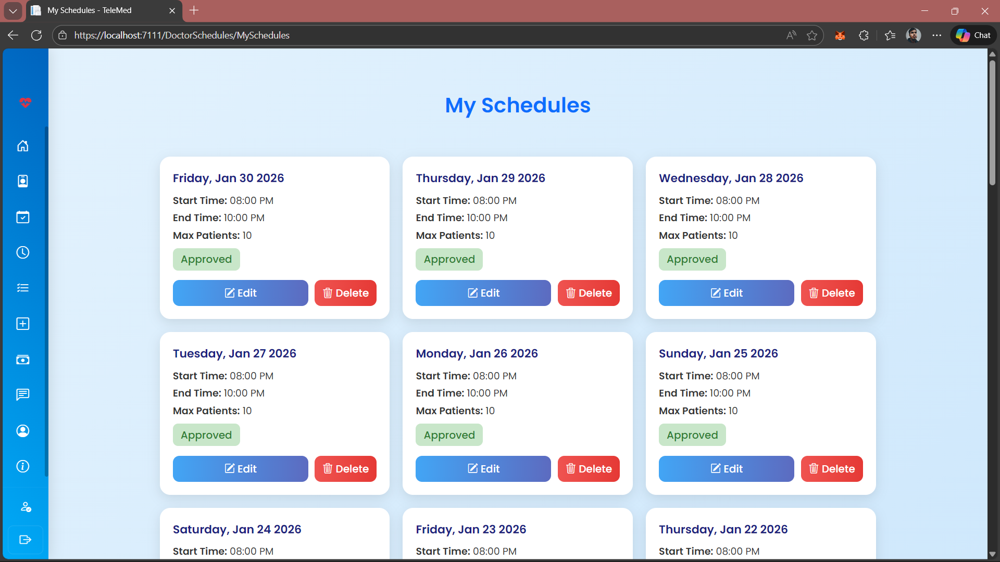 My Schedules - TeleMed
https://localhost:7111/DoctorSchedules/MySchedules
Chat
My Schedules
Friday, Jan 30 2026
Start Time: 08:00 PM
End Time: 10:00 PM
Max Patients: 10
Approved
Edit
Delete
Thursday, Jan 29 2026
Start Time: 08:00 PM
End Time: 10:00 PM
Max Patients: 10
Approved
Edit
Delete
Wednesday, Jan 28 2026
Start Time: 08:00 PM
End Time: 10:00 PM
Max Patients: 10
Approved
Edit
Delete
Tuesday, Jan 27 2026
Start Time: 08:00 PM
End Time: 10:00 PM
Max Patients: 10
Approved
Edit
Delete
Monday, Jan 26 2026
Start Time: 08:00 PM
End Time: 10:00 PM
Max Patients: 10
Approved
Edit
Delete
Sunday, Jan 25 2026
Start Time: 08:00 PM
End Time: 10:00 PM
Max Patients: 10
Approved
Edit
Delete
Saturday, Jan 24 2026
Start Time: 08:00 PM
Friday, Jan 23 2026
Start Time: 08:00 PM
Thursday, Jan 22 2026
Start Time: 08:00 PM